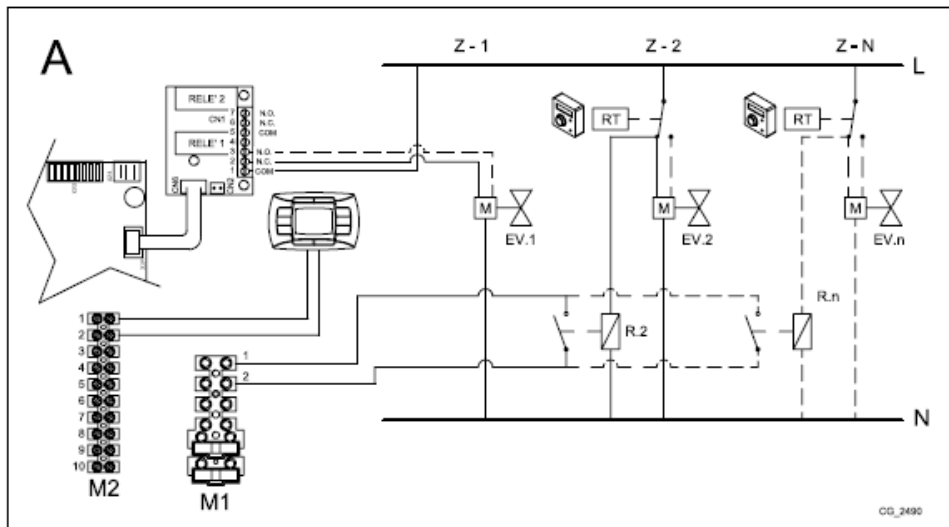 A
Z - 1 Z - 2 Z - N
L
RELE' 2
CN1
7 N.O.
6 N.C.
5 COM
4
RELE' 1
3 N.O.
2 N.C.
1 COM
CN2
RT RT
M M M
EV.1 EV.2 EV.n
R.2 R.n
1
2
3
4
5
6
7
8
9
10
M2
1
2
M1
N
CG_2490